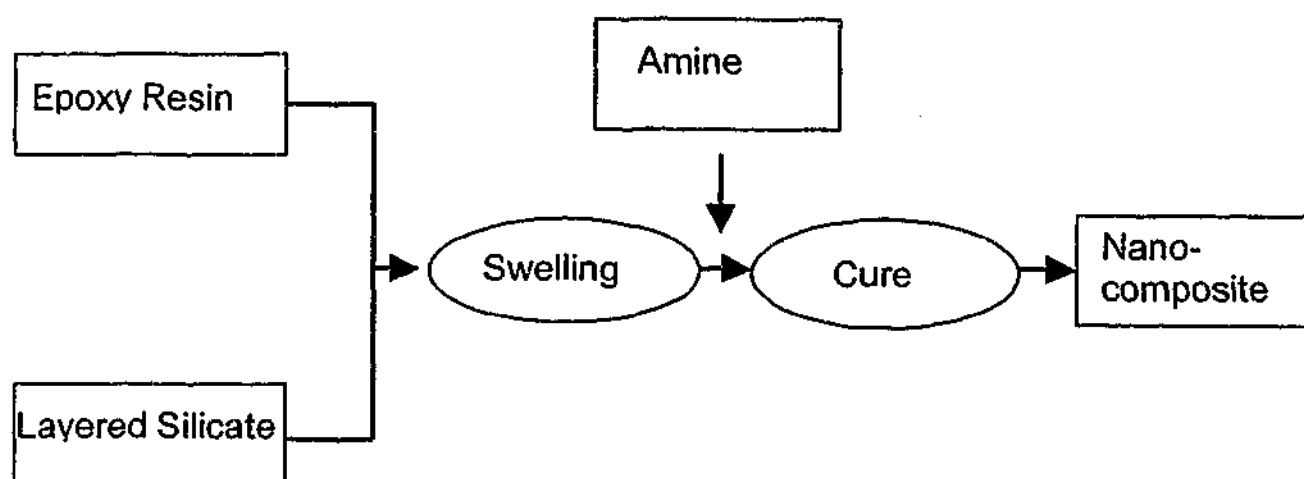 Amine
Epoxy Resin
Swelling
Cure
Nano-
composite
Layered Silicate